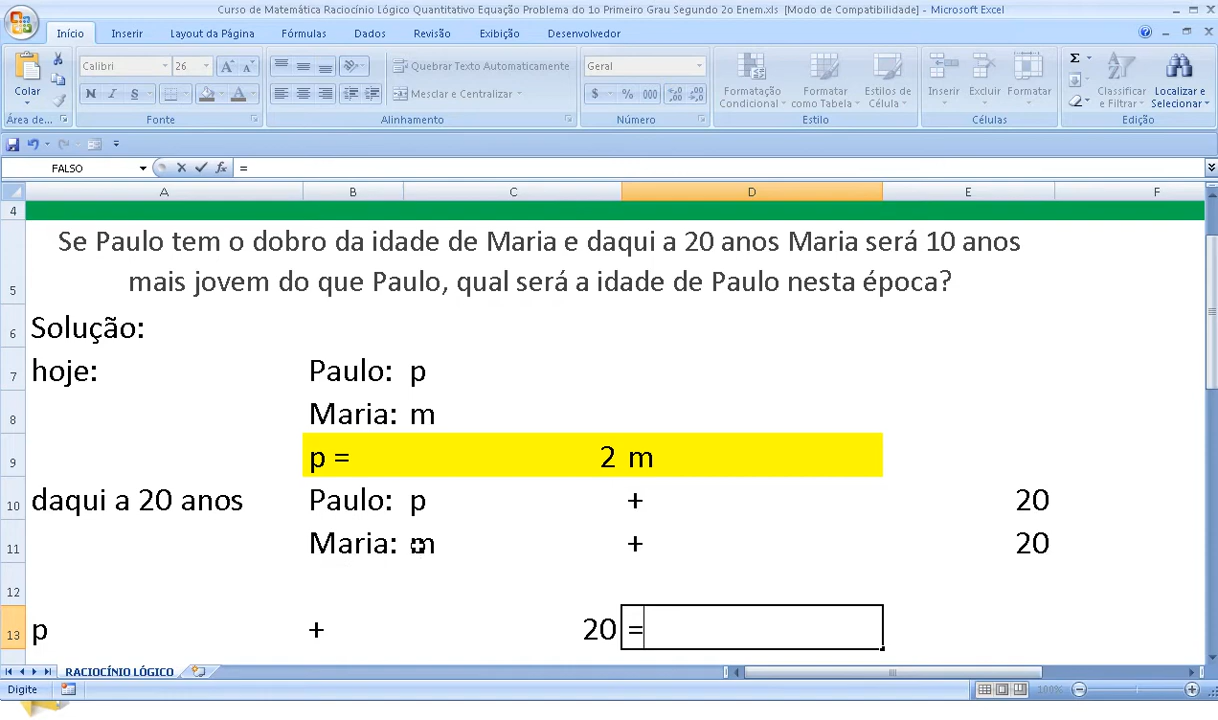 Curso de Matemática Raciocínio Lógico Quantitativo Equação Problema do 1o Primeiro Grau Segundo 2o Enem.xls [Modo de Compatibilidade] - Microsoft Excel
Início Inserir Layout da Página Fórmulas Dados Revisão Exibição Desenvolvedor
Calibri 26 Quebrar Texto Automaticamente Geral
Colar N I S Mesclar e Centralizar $ % 000 Formatação Condicional Formatar como Tabela Estilos de Célula Inserir Excluir Formatar Classificar e Filtrar Localizar e Selecionar
Área de... Fonte Alinhamento Número Estilo Células Edição
FALSO fx =
A B C D E F
4
5 Se Paulo tem o dobro da idade de Maria e daqui a 20 anos Maria será 10 anos
mais jovem do que Paulo, qual será a idade de Paulo nesta época?
6 Solução:
7 hoje: Paulo: p
8 Maria: m
9 p = 2 m
10 daqui a 20 anos Paulo: p + 20
11 Maria: m + 20
12
13 p + 20 =
RACIOCÍNIO LÓGICO
Digite 100%